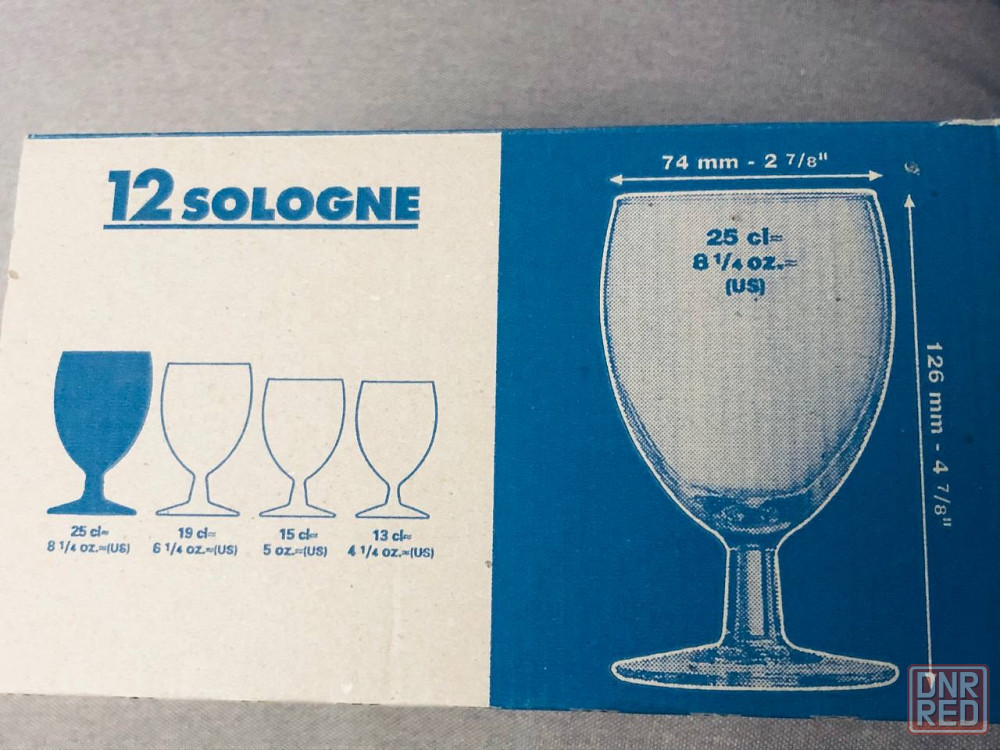 12 SOLOGNE
25 cl≈
8 1/4 oz.≈(US)
19 cl≈
6 1/4 oz.≈(US)
15 cl≈
5 oz.≈(US)
13 cl≈
4 1/4 oz.≈(US)
74 mm - 2 7/8"
25 cl≈
8 1/4 oz.≈
(US)
126 mm - 4 7/8"
DNR
RED